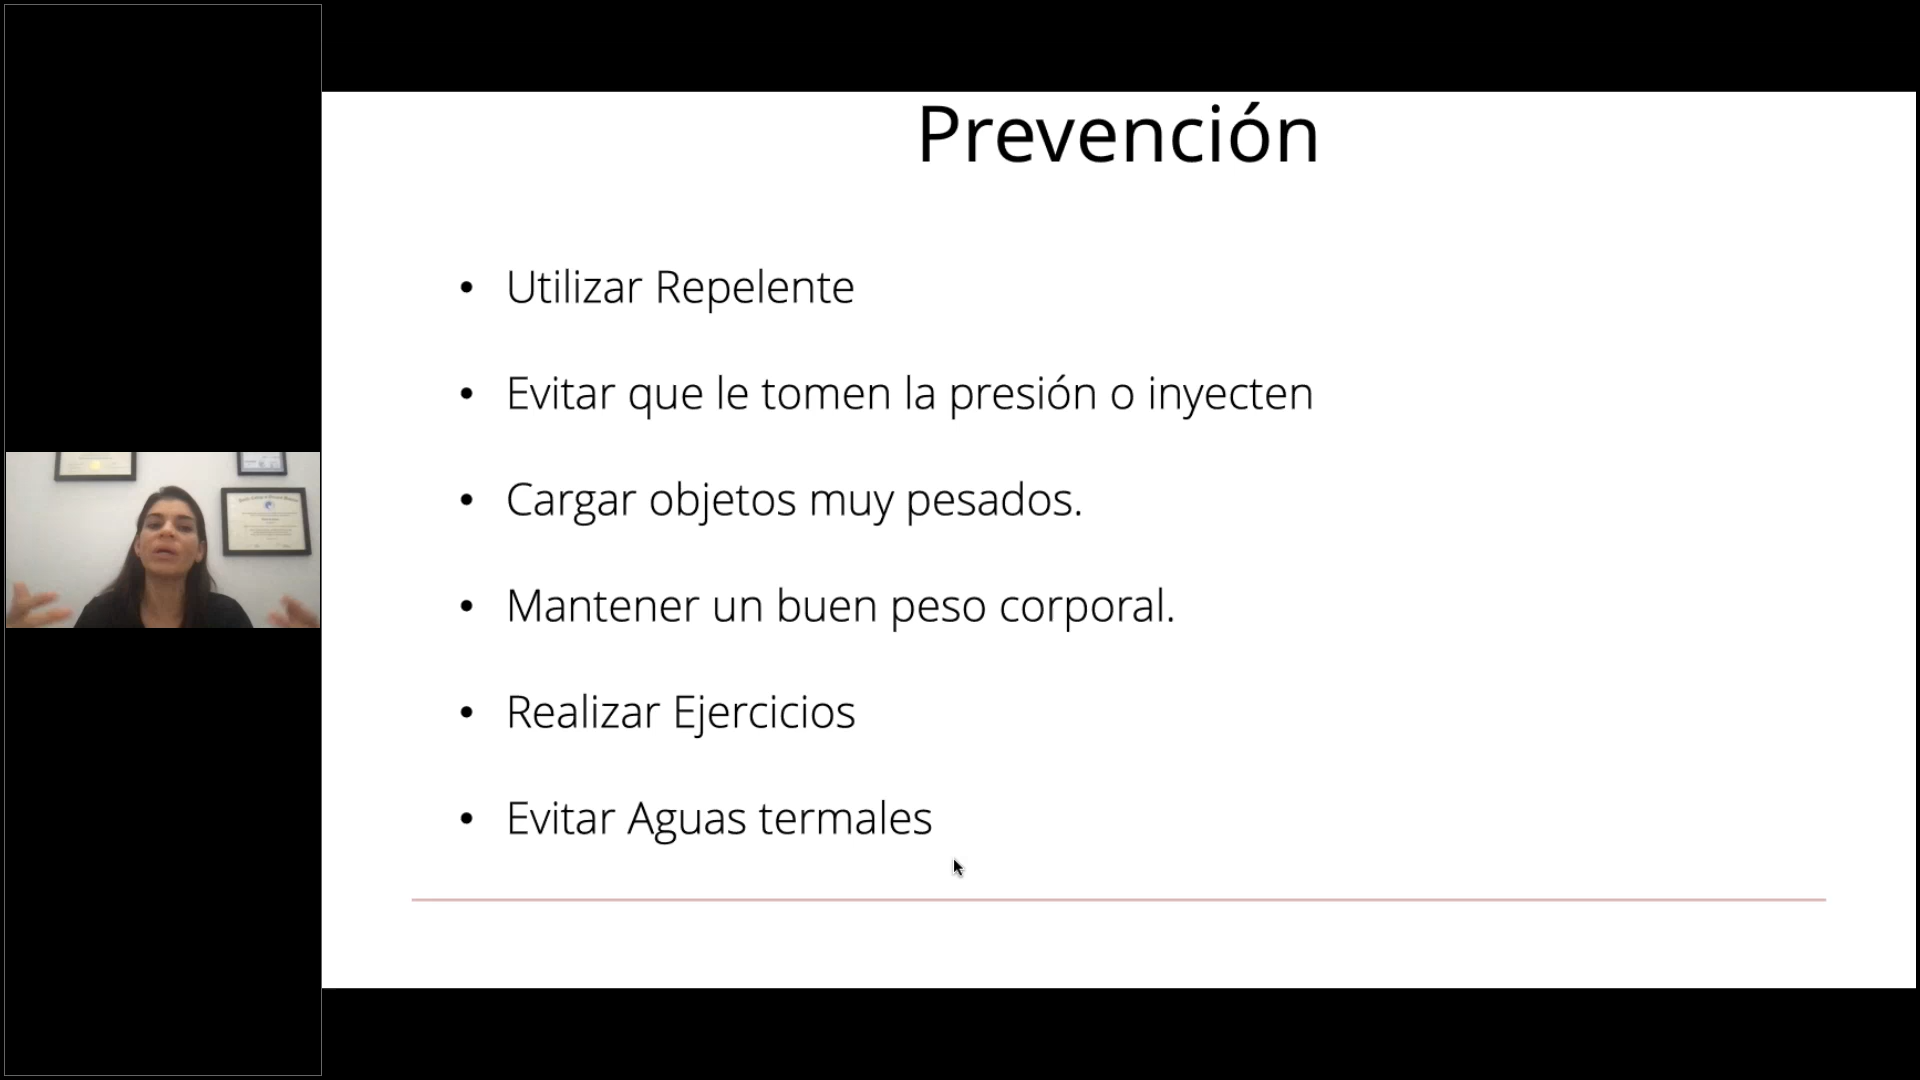 Prevención
• Utilizar Repelente
• Evitar que le tomen la presión o inyecten
• Cargar objetos muy pesados.
• Mantener un buen peso corporal.
• Realizar Ejercicios
• Evitar Aguas termales